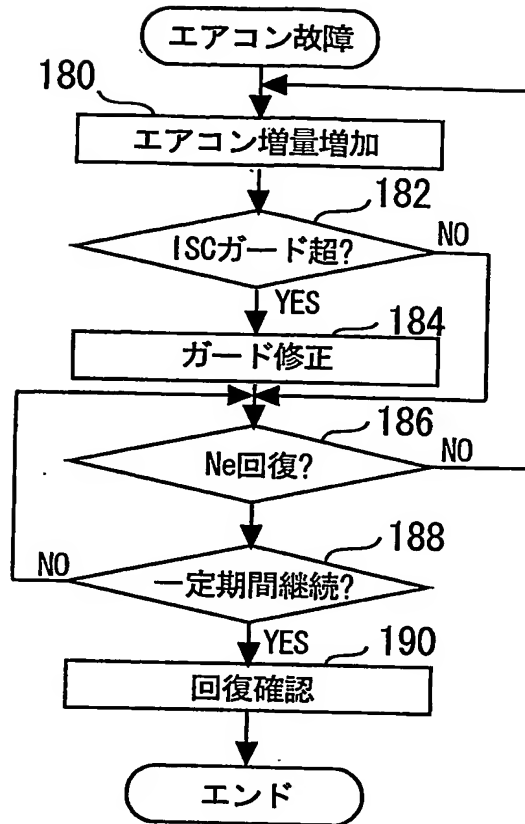 エアコン故障
180
エアコン増量増加
182
ISCガード超?
NO
YES
184
ガード修正
186
Ne回復?
NO
188
一定期間継続?
NO
YES
190
回復確認
エンド